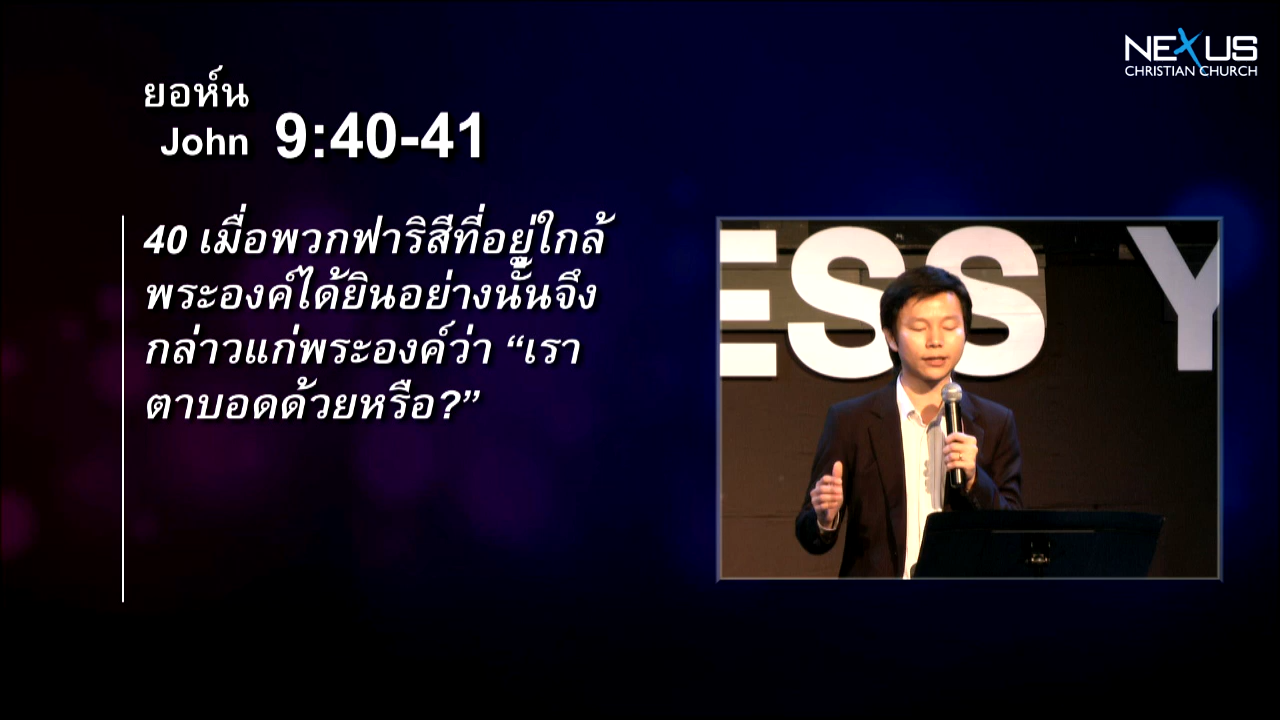 NEXUS
CHRISTIAN CHURCH
ยอห์น
John 9:40-41
40 เมื่อพวกฟาริสีที่อยู่ใกล้
พระองค์ได้ยินอย่างนั้นจึง
กล่าวแก่พระองค์ว่า “เรา
ตาบอดด้วยหรือ?”
ESS Y